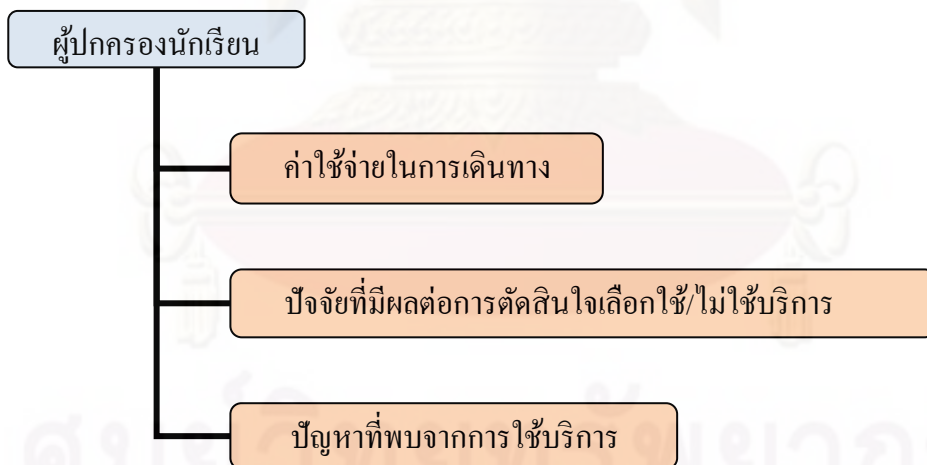 ผู้ปกครองนักเรียน
ค่าใช้จ่ายในการเดินทาง
ปัจจัยที่มีผลต่อการตัดสินใจเลือกใช้/ไม่ใช้บริการ
ปัญหาที่พบจากการใช้บริการ